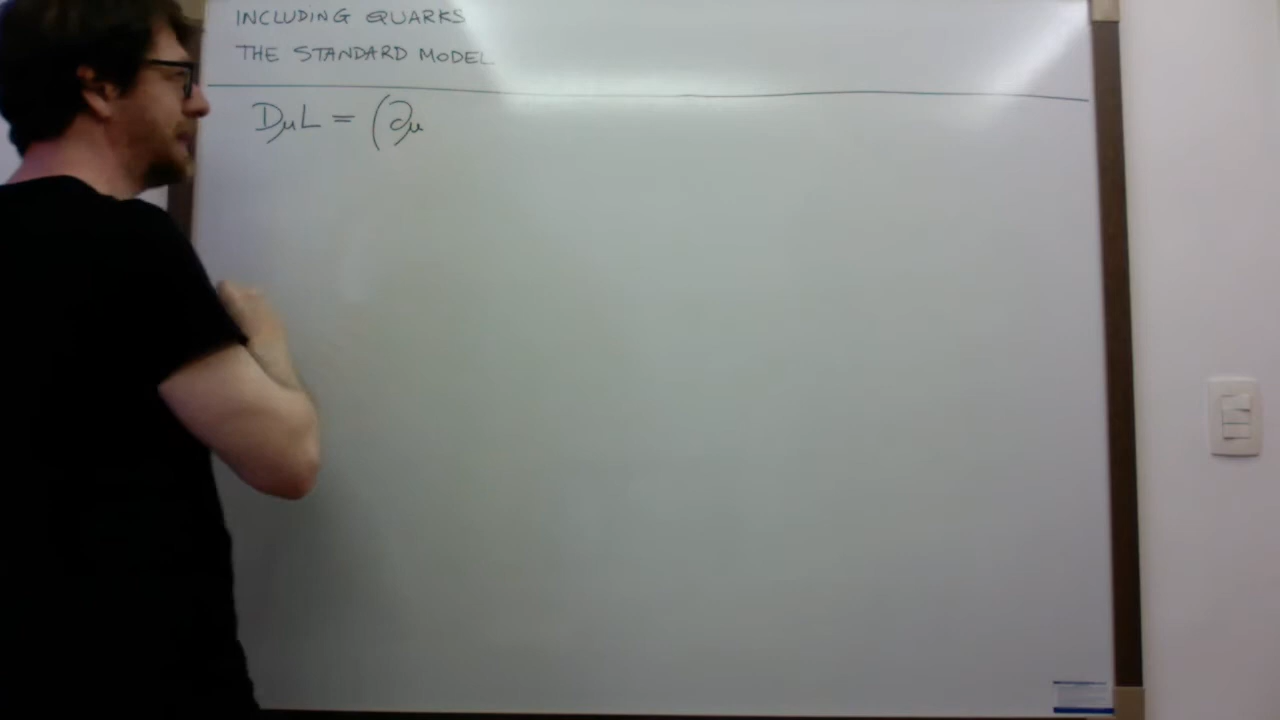 INCLUDING QUARKS
THE STANDARD MODEL
DμL = (∂μ